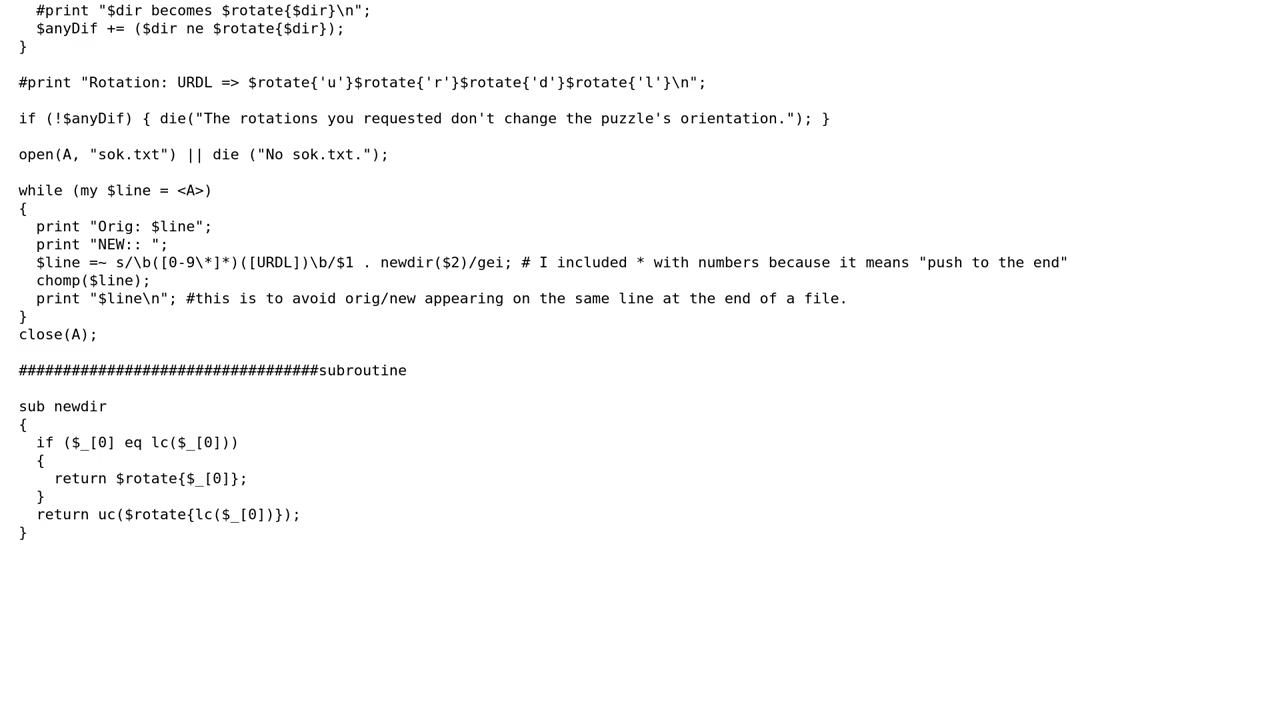 #print "$dir becomes $rotate{$dir}\n";
$anyDif += ($dir ne $rotate{$dir});
}
#print "Rotation: URDL => $rotate{'u'}$rotate{'r'}$rotate{'d'}$rotate{'l'}\n";
if (!$anyDif) { die("The rotations you requested don't change the puzzle's orientation."); }
open(A, "sok.txt") || die ("No sok.txt.");
while (my $line = <A>)
{
print "Orig: $line";
print "NEW:: ";
$line =~ s/\b([0-9\*]*)([URDL])\b/$1 . newdir($2)/gei; # I included * with numbers because it means "push to the end"
chomp($line);
print "$line\n"; #this is to avoid orig/new appearing on the same line at the end of a file.
}
close(A);
##################################subroutine
sub newdir
{
if ($_[0] eq lc($_[0]))
{
return $rotate{$_[0]};
}
return uc($rotate{lc($_[0])});
}